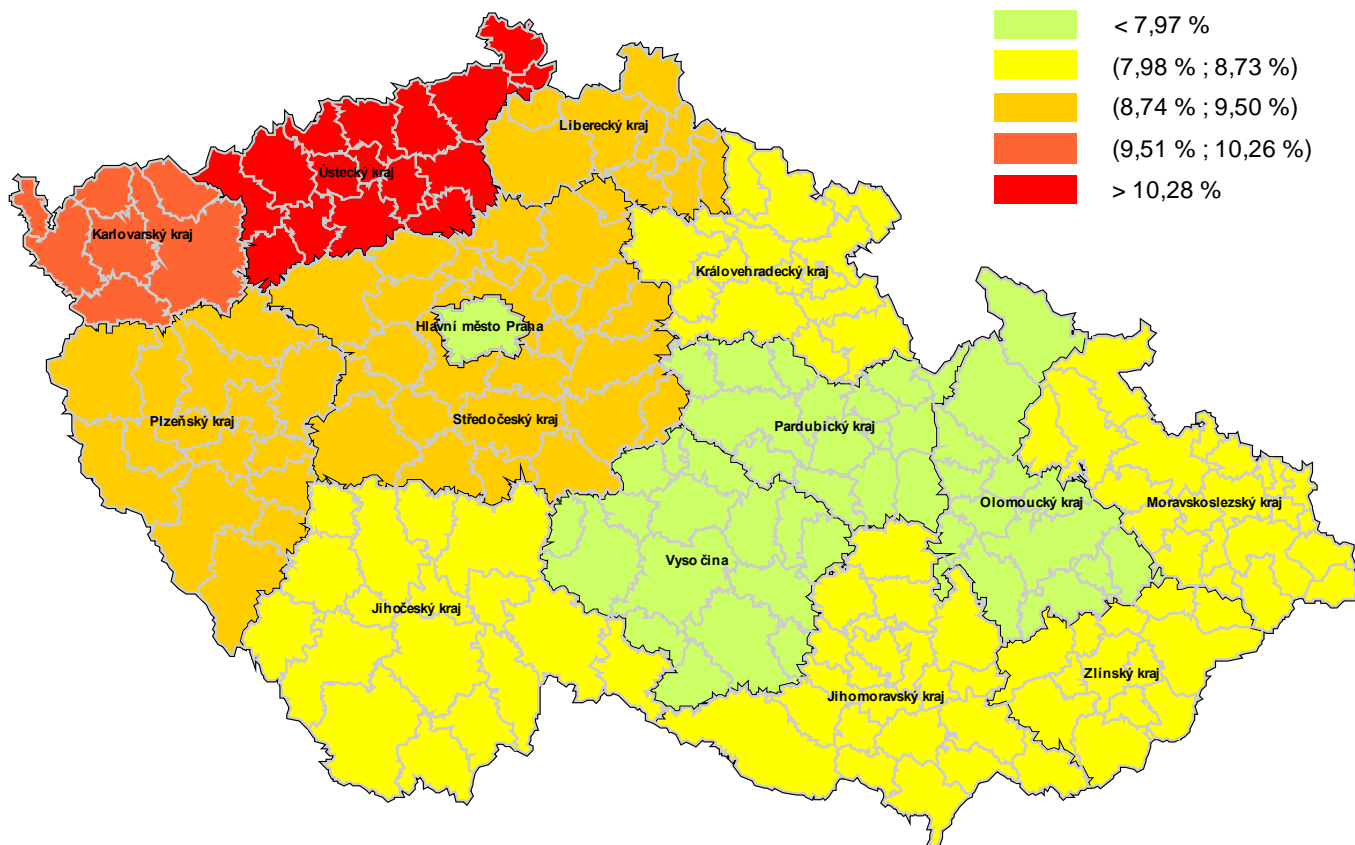 < 7,97 %
(7,98 % ; 8,73 %)
(8,74 % ; 9,50 %)
(9,51 % ; 10,26 %)
> 10,28 %
Liberecký kraj
Ústecký kraj
Karlovarský kraj
Královehradecký kraj
Hlavní město Praha
Plzeňský kraj
Středočeský kraj
Pardubický kraj
Olomoucký kraj
Moravskoslezský kraj
Vyso čina
Jihočeský kraj
Zlínský kraj
Jihomoravský kraj